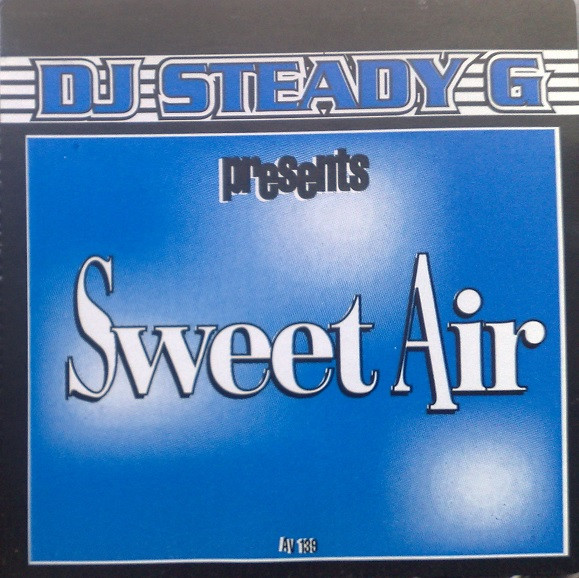 DJ STEADY G
presents
Sweet Air
AV 139